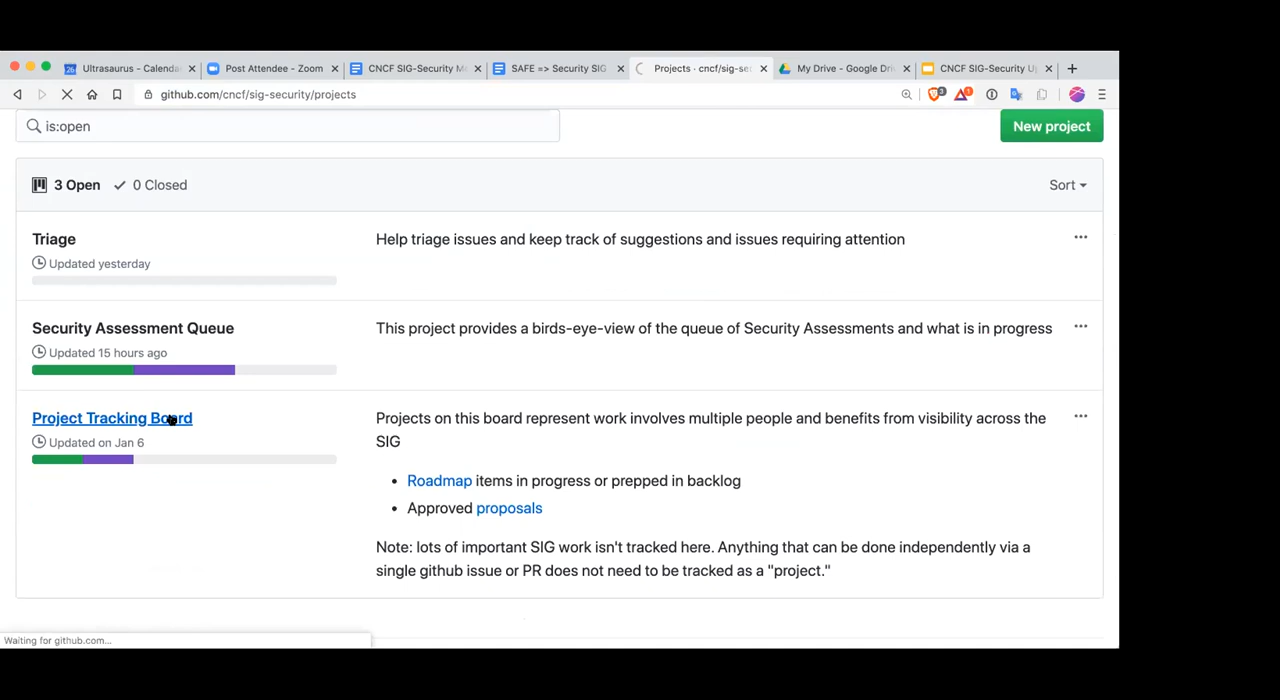 Ultrasaurus - Calenda
Post Attendee - Zoom
CNCF SIG-Security M
SAFE => Security SIG
Projects · cncf/sig-se
My Drive - Google Dri
CNCF SIG-Security U
github.com/cncf/sig-security/projects
is:open
New project
3 Open
0 Closed
Sort
Triage
Help triage issues and keep track of suggestions and issues requiring attention
Updated yesterday
Security Assessment Queue
This project provides a birds-eye-view of the queue of Security Assessments and what is in progress
Updated 15 hours ago
Project Tracking Board
Projects on this board represent work involves multiple people and benefits from visibility across the
SIG
Updated on Jan 6
Roadmap items in progress or prepped in backlog
Approved proposals
Note: lots of important SIG work isn't tracked here. Anything that can be done independently via a
single github issue or PR does not need to be tracked as a "project."
Waiting for github.com...